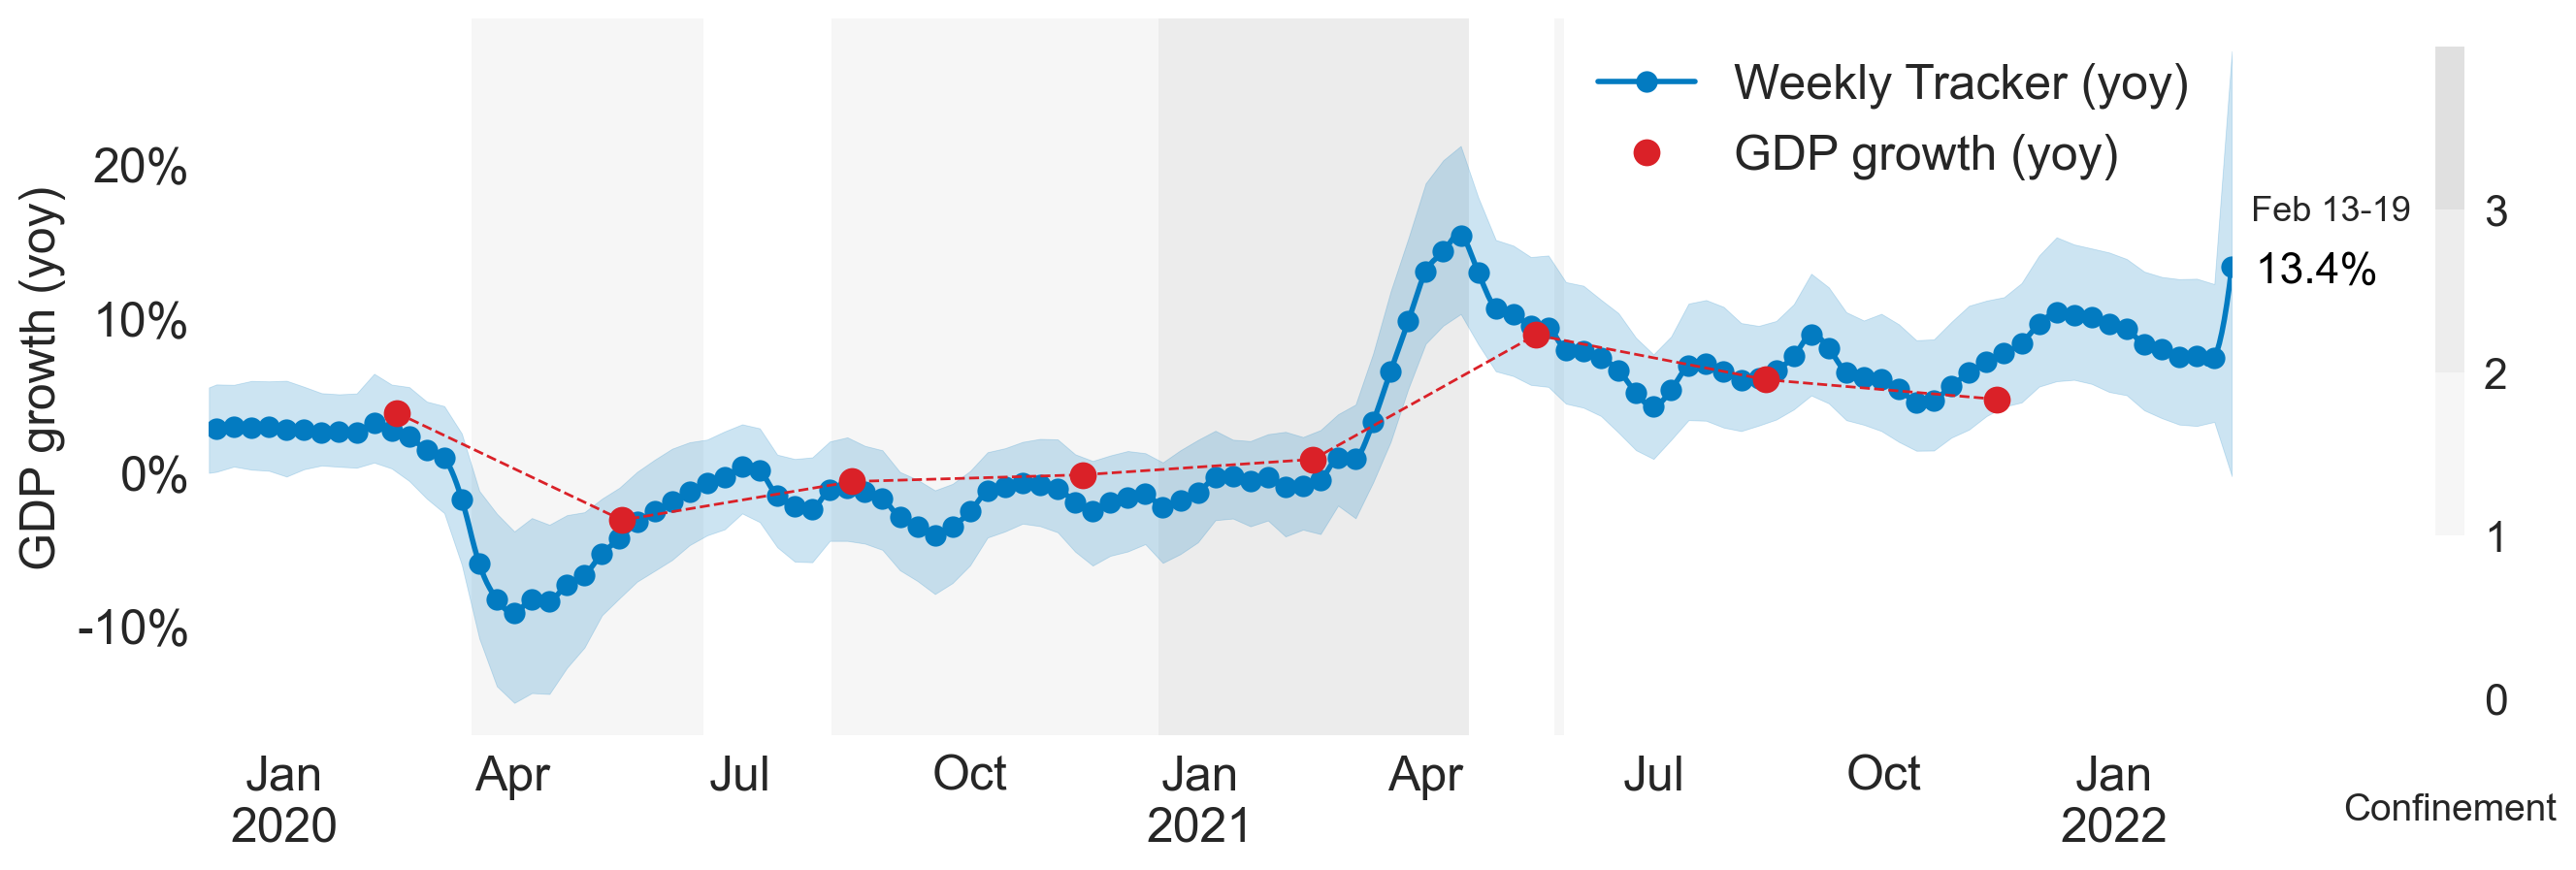 Weekly Tracker (yoy)
GDP growth (yoy)
GDP growth (yoy)
20%
10%
0%
-10%
Feb 13-19
13.4%
3
2
1
0
Jan Apr Jul Oct Jan Apr Jul Oct Jan
2020 2021 2022
Confinement